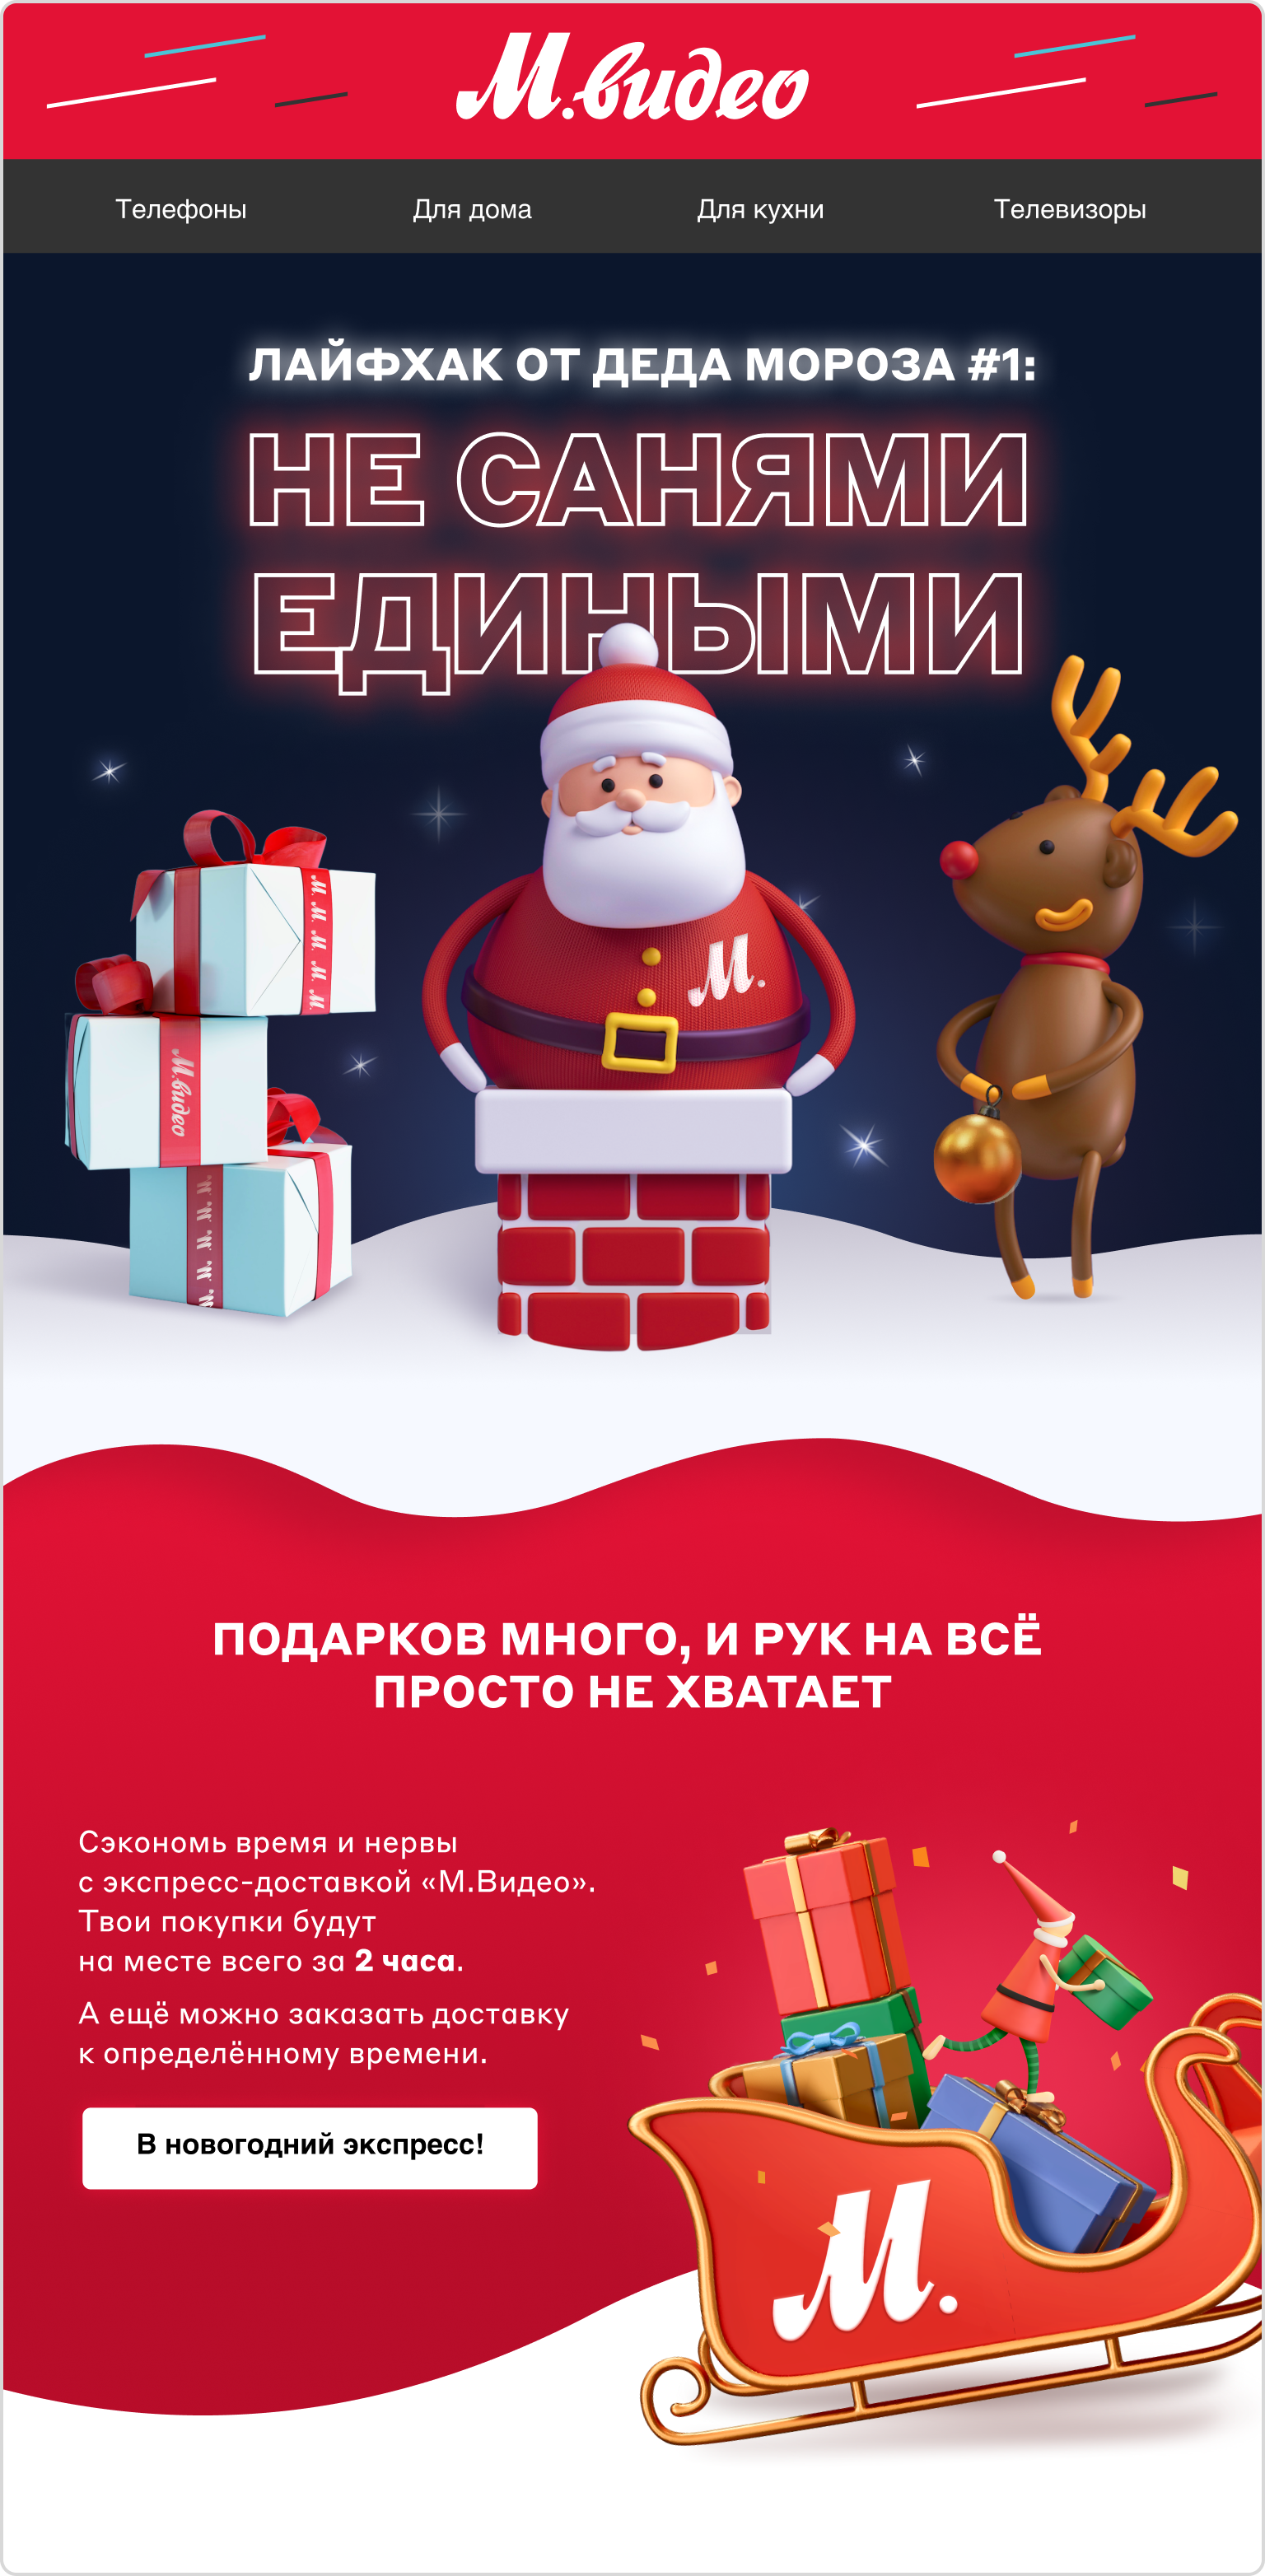 М.видео
Телефоны
Для дома
Для кухни
Телевизоры
ЛАЙФХАК ОТ ДЕДА МОРОЗА #1:
НЕ САНЯМИ
ЕДИНЫМИ
М. М. М. М. М.
М.
М.видео
М. М. М. М. М.
ПОДАРКОВ МНОГО, И РУК НА ВСЁ
ПРОСТО НЕ ХВАТАЕТ
Сэкономь время и нервы
с экспресс-доставкой «М.Видео».
Твои покупки будут
на месте всего за 2 часа.
А ещё можно заказать доставку
к определённому времени.
В новогодний экспресс!
М.